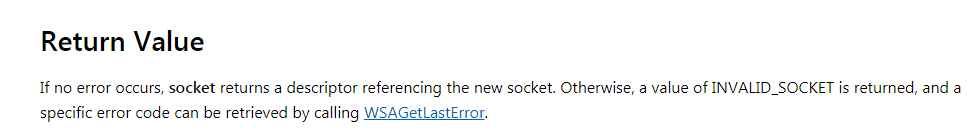 Return Value
If no error occurs, socket returns a descriptor referencing the new socket. Otherwise, a value of INVALID_SOCKET is returned, and a
specific error code can be retrieved by calling WSAGetLastError.